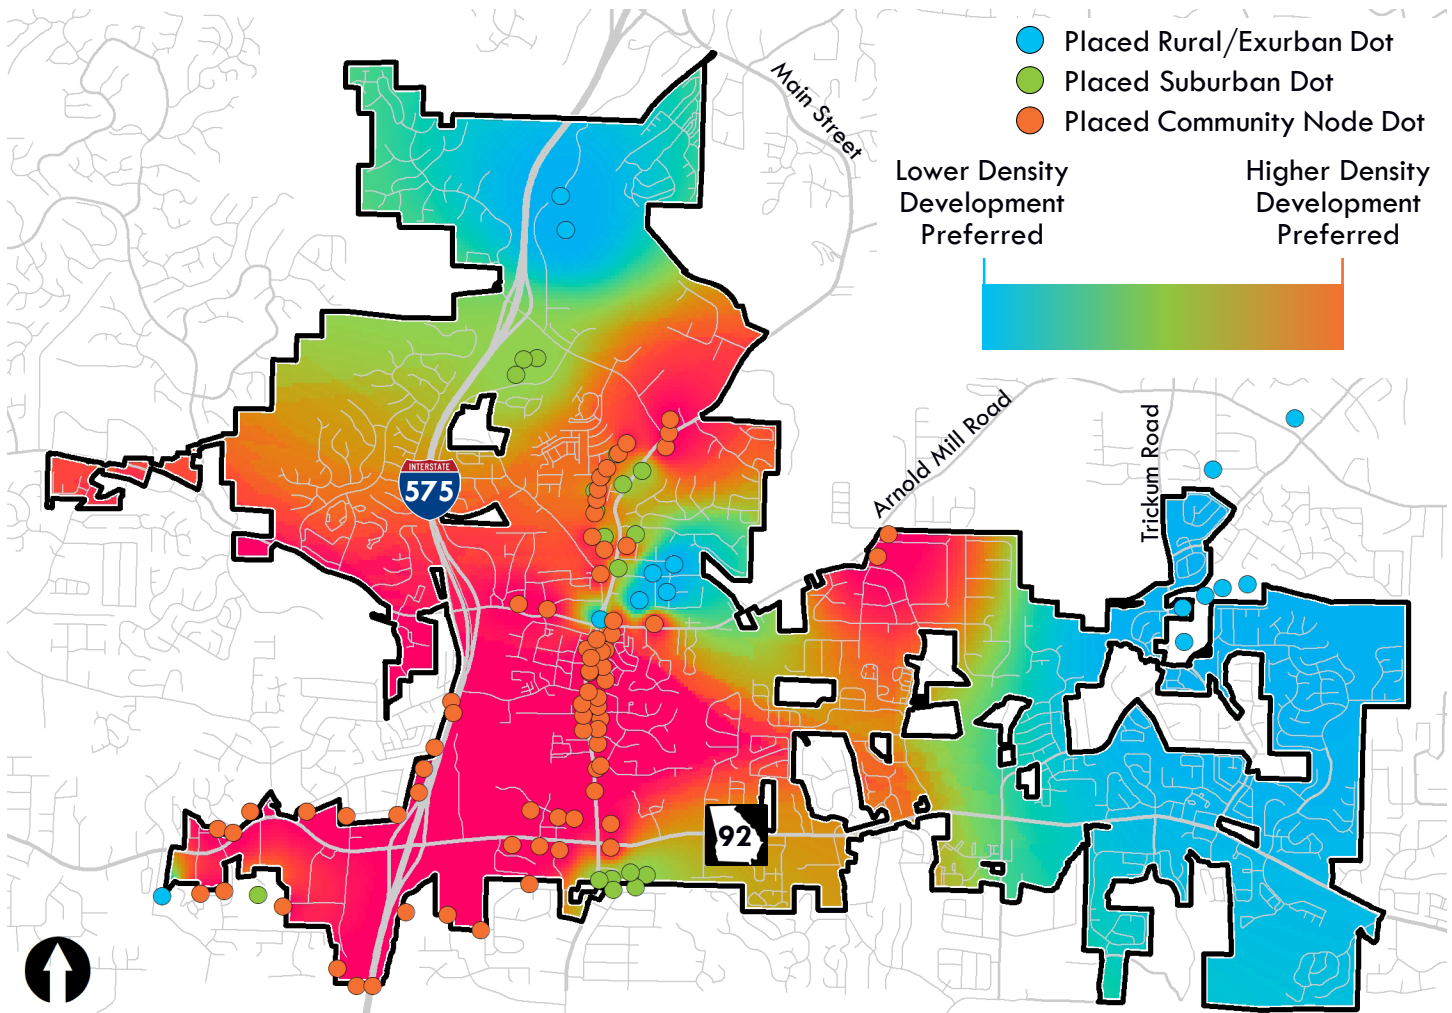 Placed Rural/Exurban Dot
Placed Suburban Dot
Placed Community Node Dot
Lower Density
Development
Preferred
Higher Density
Development
Preferred
Main Street
Arnold Mill Road
Trickum Road
INTERSTATE
575
92